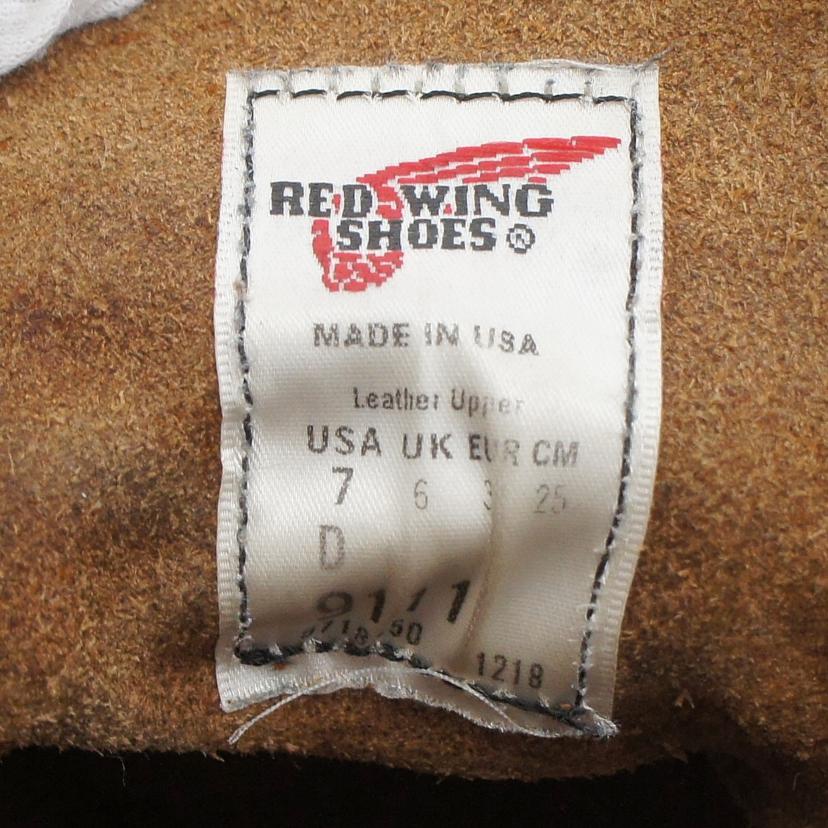 RED WING
SHOES ®
MADE IN USA
Leather Upper
USA UK EUR CM
7 6 25
D
9111
1218